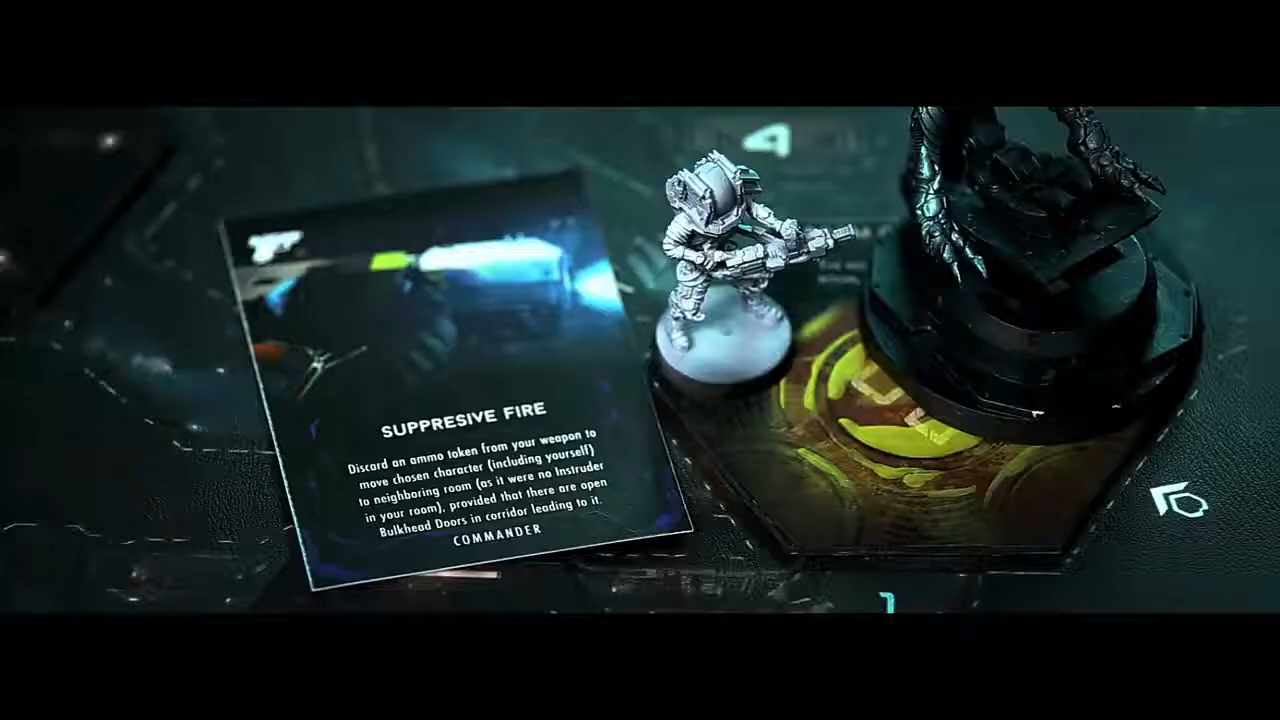 4
SUPPRESIVE FIRE
Discard an ammo token from your weapon to
move chosen character (including yourself)
to neighboring room (as it were no Instruder
in your room), provided that there are open
Bulkhead Doors in corridor leading to it.
COMMANDER
1